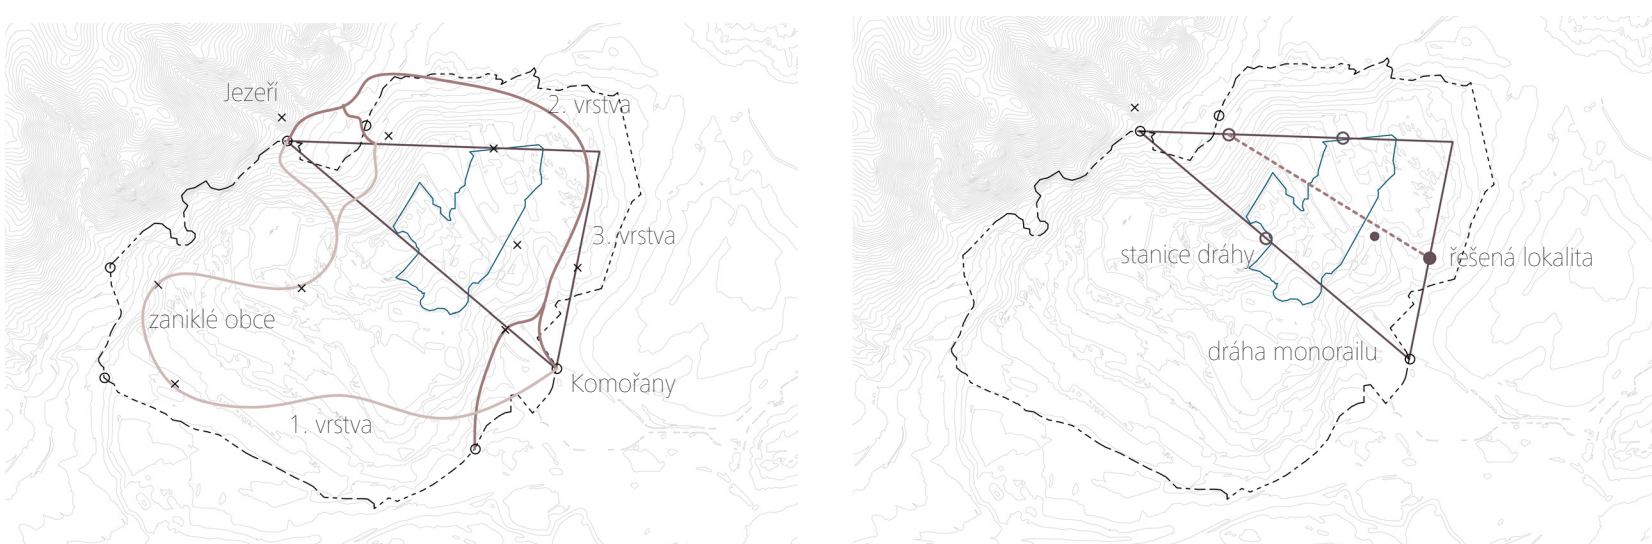 Jezeří
2. vrstva
3. vrstva
zaniklé obce
Komořany
1. vrstva
stanice dráhy
řešená lokalita
dráha monorailu